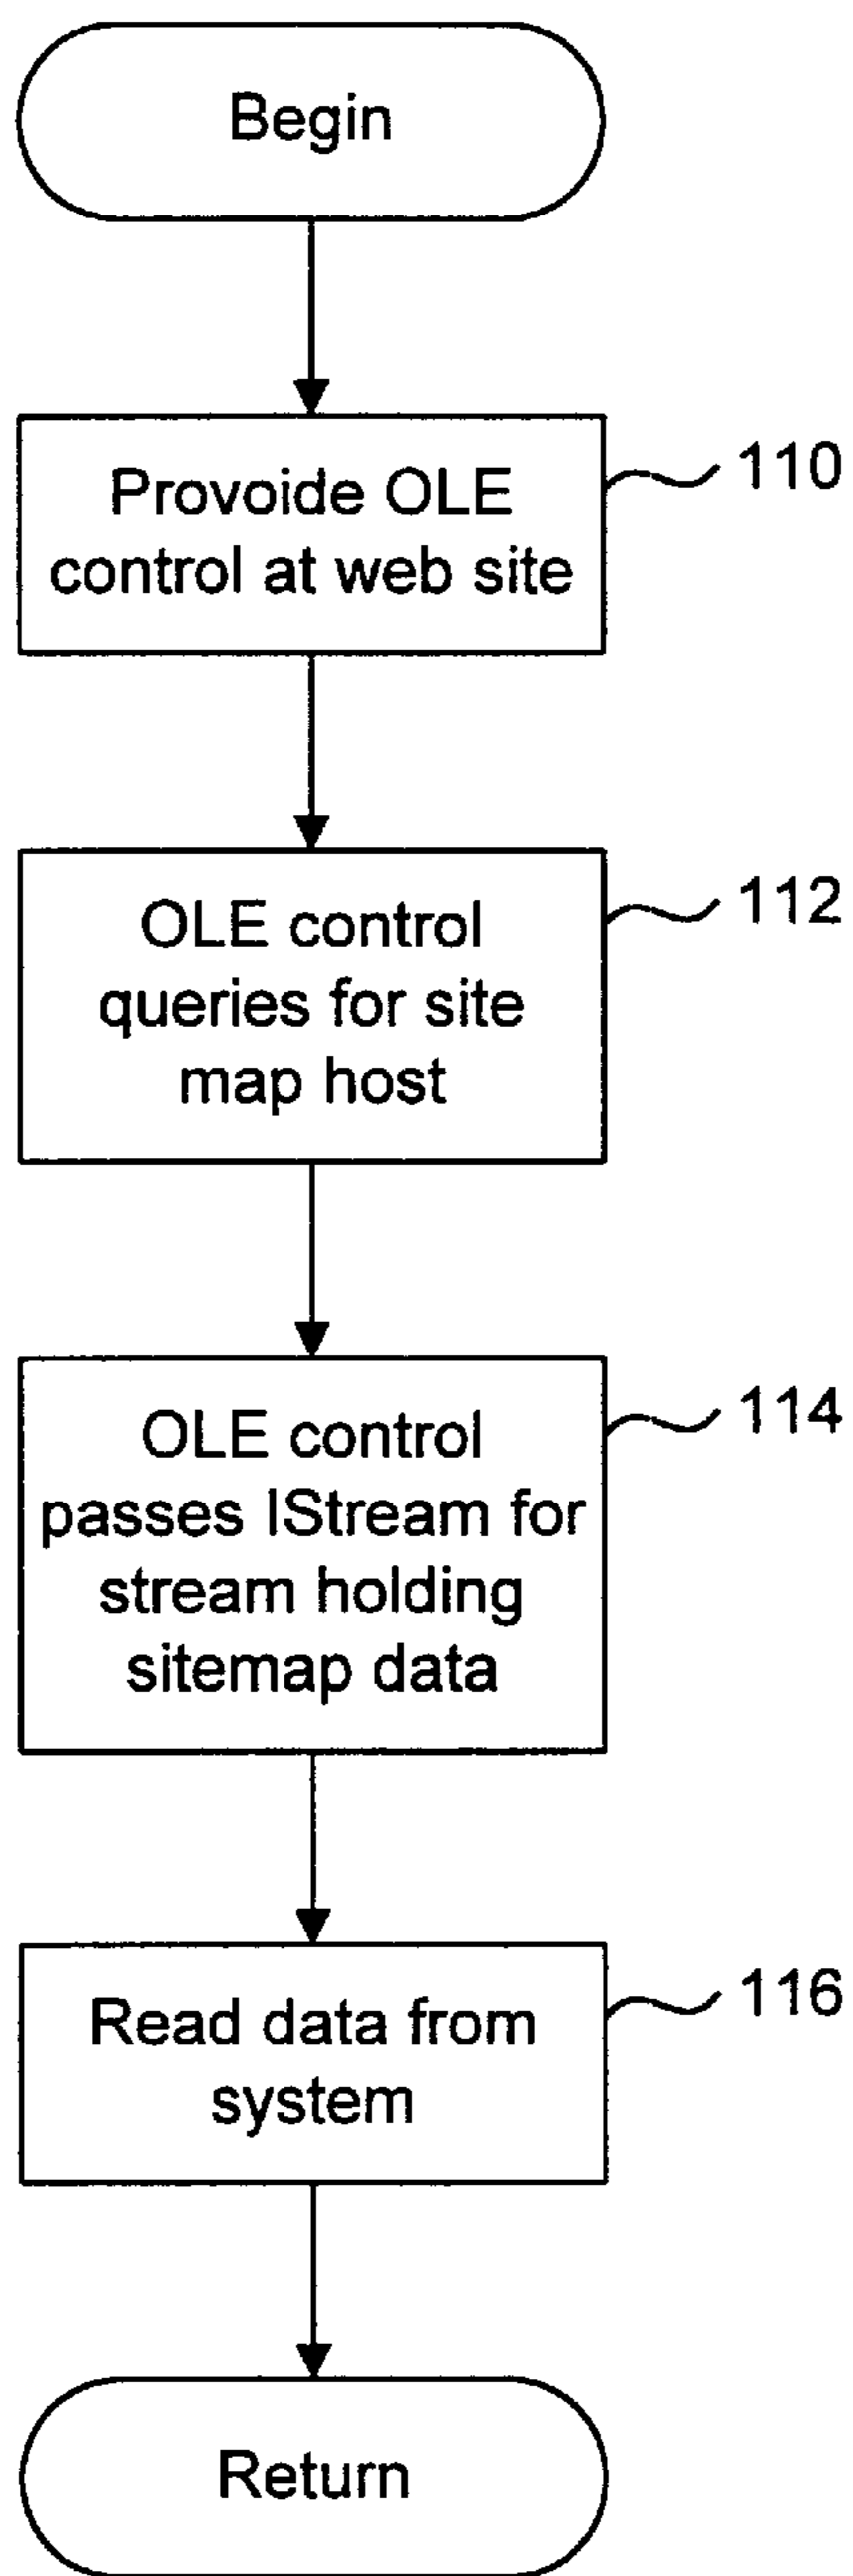 Begin
Provoide OLE
control at web site
110
OLE control
queries for site
map host
112
OLE control
passes IStream for
stream holding
sitemap data
114
Read data from
system
116
Return